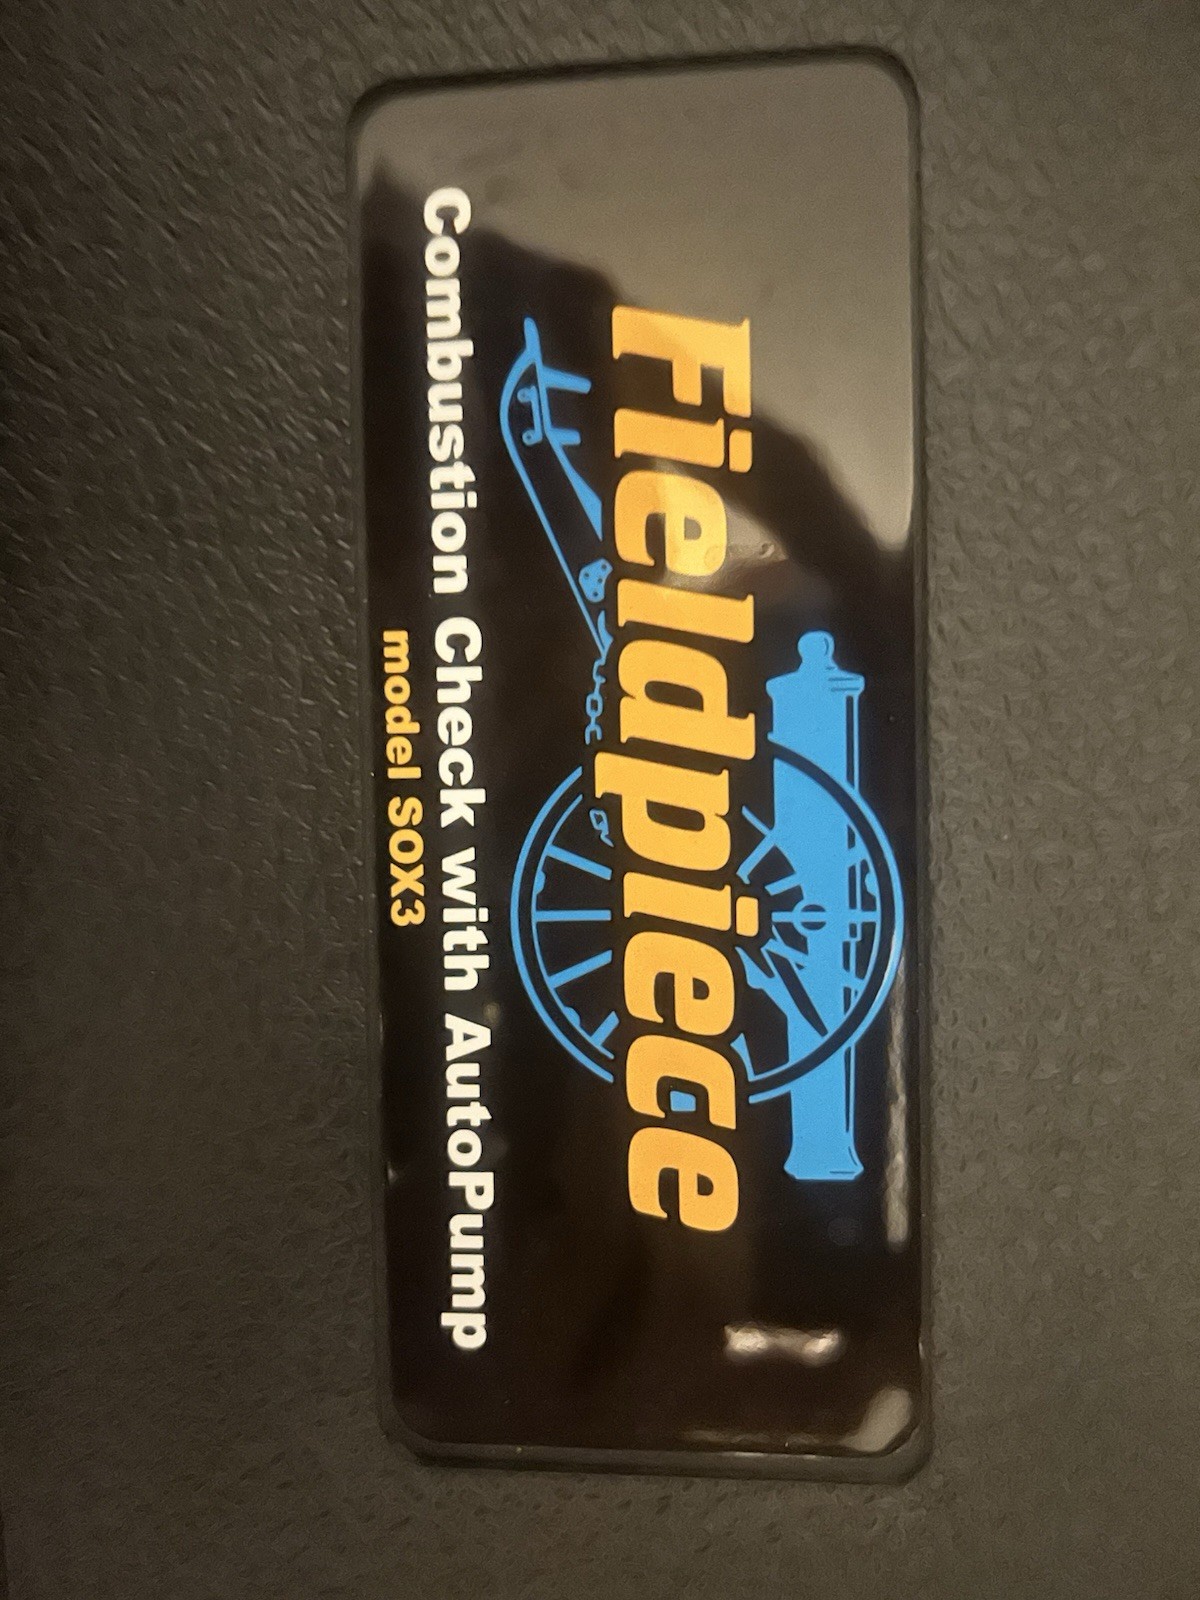 Fieldpiece
Combustion Check with AutoPump
model SOX3